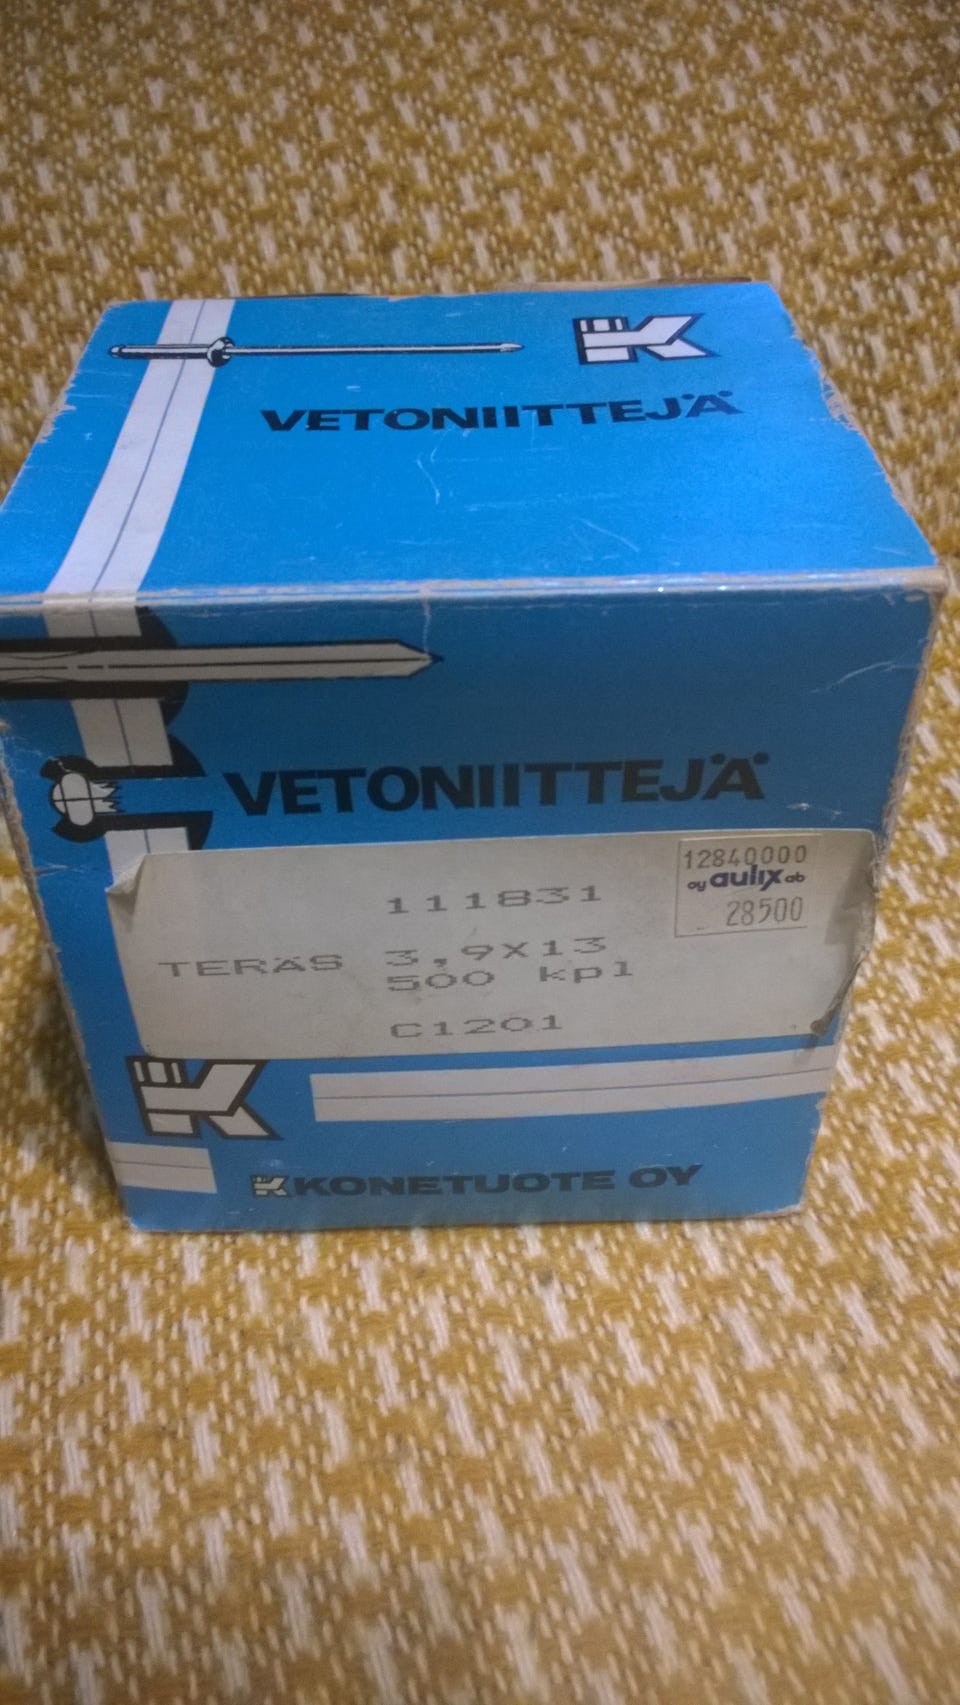 K
VETONIITTEJÄ
VETONIITTEJÄ
12840000
oy aulix ab
28500
111831
TERÄS 3,9X13
500 kpl
C1201
K
K KONETUOTE OY